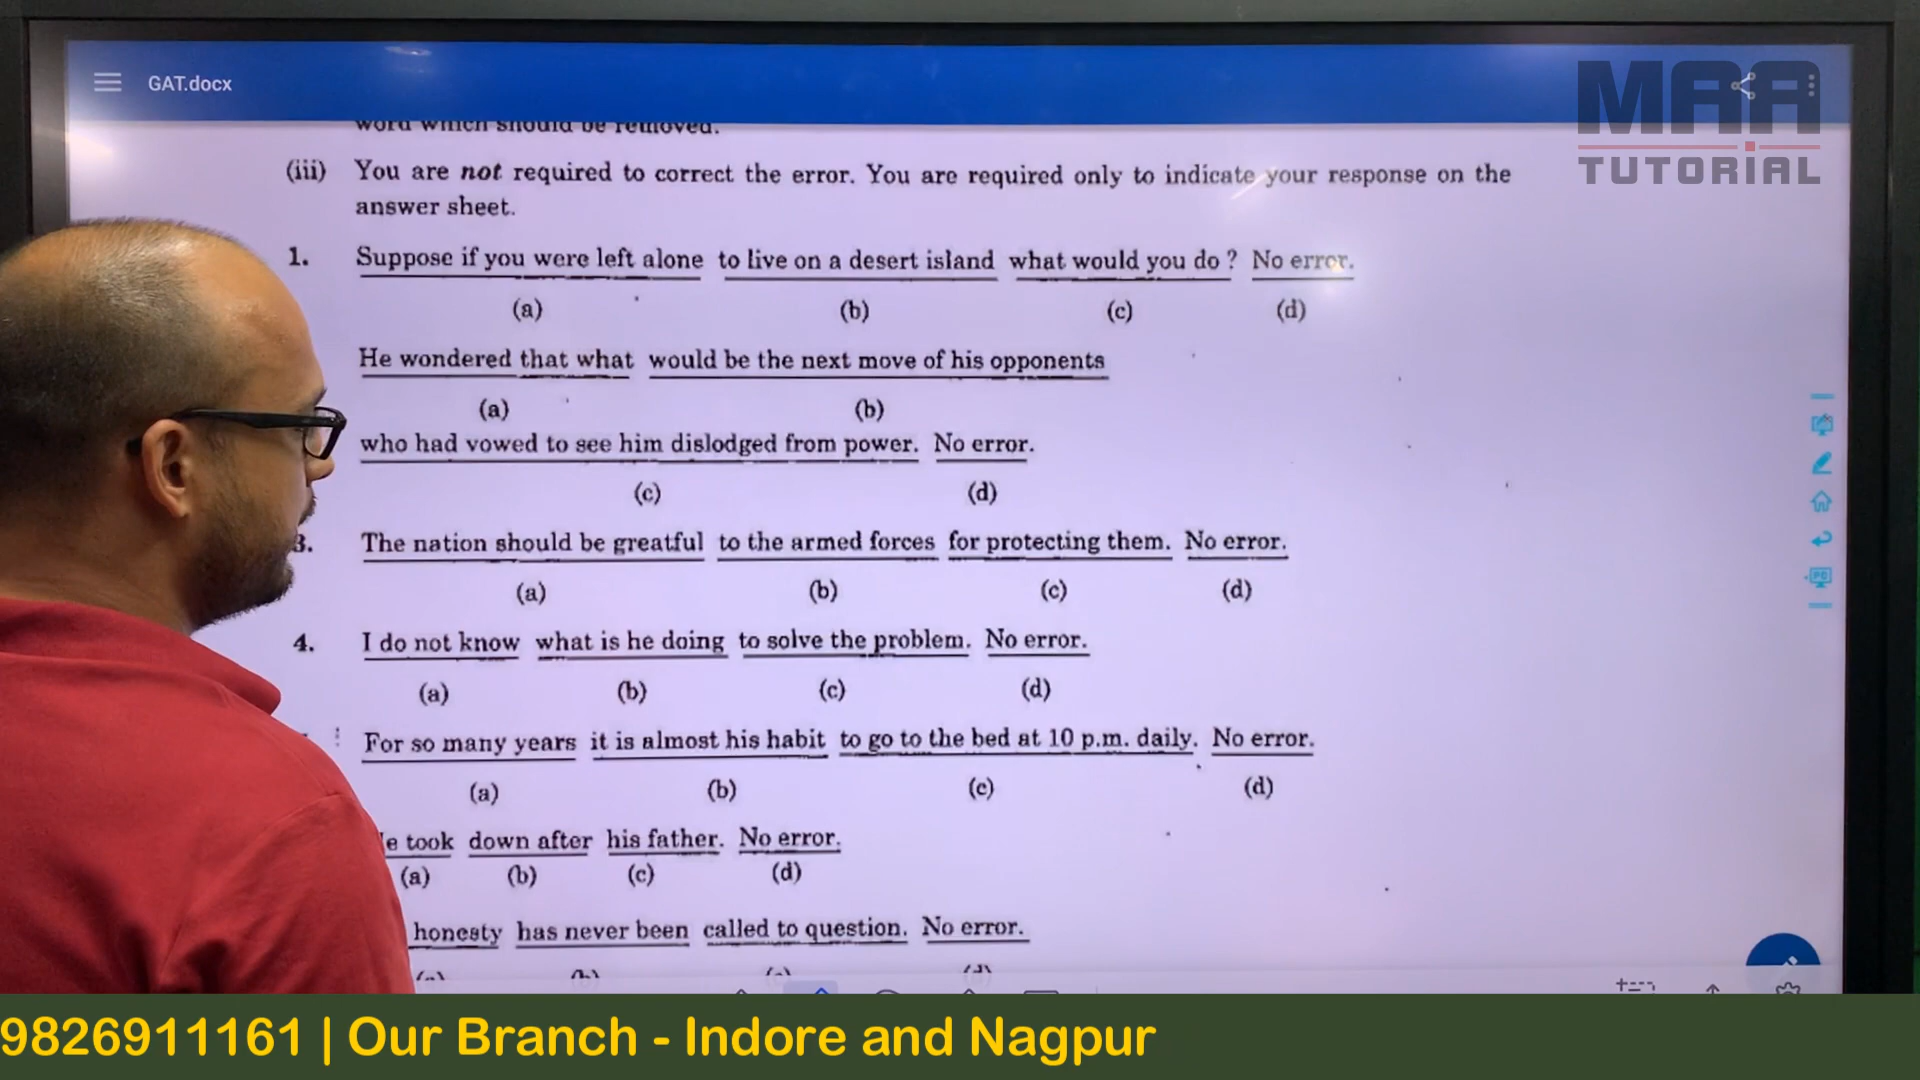 GAT.docx
MAA
TUTORIAL
word which should be removed.
(iii) You are not required to correct the error. You are required only to indicate your response on the
answer sheet.
1. Suppose if you were left alone to live on a desert island what would you do ? No error.
(a) (b) (c) (d)
He wondered that what would be the next move of his opponents
(a) (b)
who had vowed to see him dislodged from power. No error.
(c) (d)
3. The nation should be greatful to the armed forces for protecting them. No error.
(a) (b) (c) (d)
4. I do not know what is he doing to solve the problem. No error.
(a) (b) (c) (d)
For so many years it is almost his habit to go to the bed at 10 p.m. daily. No error.
(a) (b) (c) (d)
e took down after his father. No error.
(a) (b) (c) (d)
honesty has never been called to question. No error.
(a) (b) (c) (d)
9826911161 | Our Branch - Indore and Nagpur